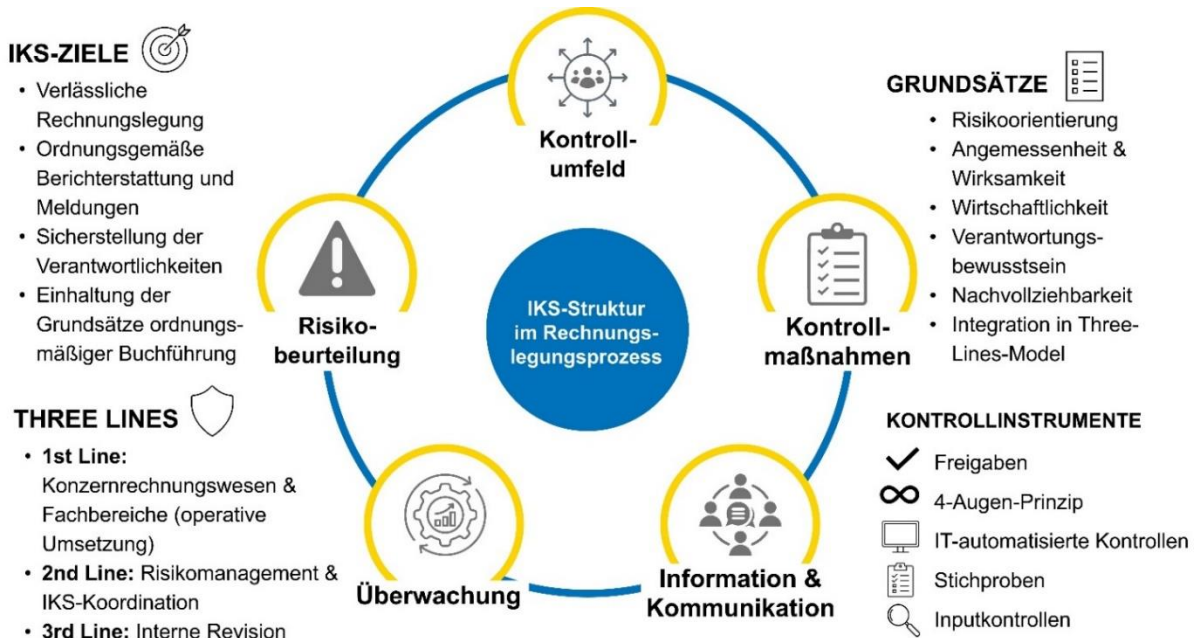 IKS-ZIELE
• Verlässliche
Rechnungslegung
• Ordnungsgemäße
Berichterstattung und
Meldungen
• Sicherstellung der
Verantwortlichkeiten
• Einhaltung der
Grundsätze ordnungs-
mäßiger Buchführung
THREE LINES
• 1st Line:
Konzernrechnungswesen &
Fachbereiche (operative
Umsetzung)
• 2nd Line: Risikomanagement &
IKS-Koordination
• 3rd Line: Interne Revision
Kontroll-
umfeld
Risiko-
beurteilung
IKS-Struktur
im Rechnungs-
legungsprozess
Kontroll-
maßnahmen
Überwachung
Information &
Kommunikation
GRUNDSÄTZE
• Risikoorientierung
• Angemessenheit &
Wirksamkeit
• Wirtschaftlichkeit
• Verantwortungs-
bewusstsein
• Nachvollziehbarkeit
• Integration in Three-
Lines-Model
KONTROLLINSTRUMENTE
Freigaben
4-Augen-Prinzip
IT-automatisierte Kontrollen
Stichproben
Inputkontrollen